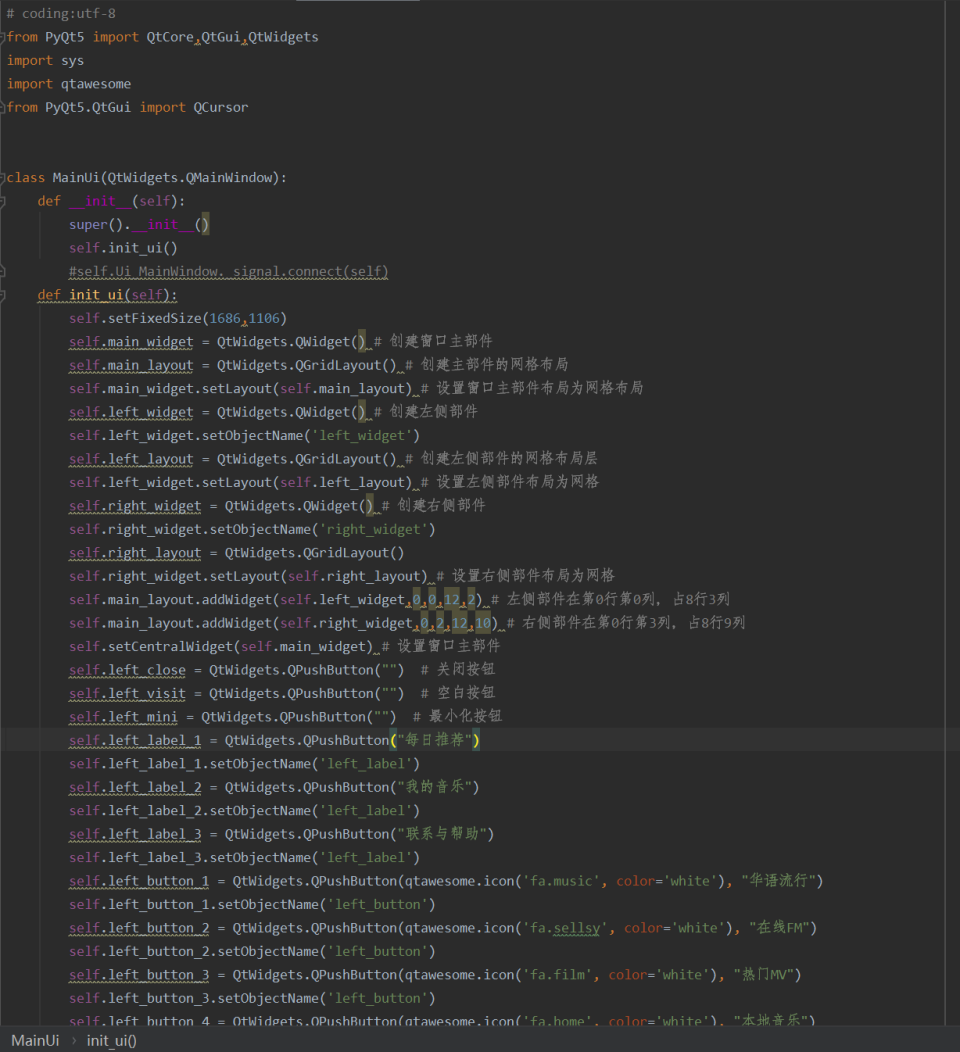 # coding:utf-8
from PyQt5 import QtCore,QtGui,QtWidgets
import sys
import qtawesome
from PyQt5.QtGui import QCursor
class MainUi(QtWidgets.QMainWindow):
def __init__(self):
super().__init__()
self.init_ui()
#self.Ui_MainWindow._signal.connect(self)
def init_ui(self):
self.setFixedSize(1686,1106)
self.main_widget = QtWidgets.QWidget() # 创建窗口主部件
self.main_layout = QtWidgets.QGridLayout() # 创建主部件的网格布局
self.main_widget.setLayout(self.main_layout) # 设置窗口主部件布局为网格布局
self.left_widget = QtWidgets.QWidget() # 创建左侧部件
self.left_widget.setObjectName('left_widget')
self.left_layout = QtWidgets.QGridLayout() # 创建左侧部件的网格布局层
self.left_widget.setLayout(self.left_layout) # 设置左侧部件布局为网格
self.right_widget = QtWidgets.QWidget() # 创建右侧部件
self.right_widget.setObjectName('right_widget')
self.right_layout = QtWidgets.QGridLayout()
self.right_widget.setLayout(self.right_layout) # 设置右侧部件布局为网格
self.main_layout.addWidget(self.left_widget,0,0,12,2) # 左侧部件在第0行第0列，占8行3列
self.main_layout.addWidget(self.right_widget,0,2,12,10) # 右侧部件在第0行第3列，占8行9列
self.setCentralWidget(self.main_widget) # 设置窗口主部件
self.left_close = QtWidgets.QPushButton("")  # 关闭按钮
self.left_visit = QtWidgets.QPushButton("")  # 空白按钮
self.left_mini = QtWidgets.QPushButton("")  # 最小化按钮
self.left_label_1 = QtWidgets.QPushButton("每日推荐")
self.left_label_1.setObjectName('left_label')
self.left_label_2 = QtWidgets.QPushButton("我的音乐")
self.left_label_2.setObjectName('left_label')
self.left_label_3 = QtWidgets.QPushButton("联系与帮助")
self.left_label_3.setObjectName('left_label')
self.left_button_1 = QtWidgets.QPushButton(qtawesome.icon('fa.music', color='white'), "华语流行")
self.left_button_1.setObjectName('left_button')
self.left_button_2 = QtWidgets.QPushButton(qtawesome.icon('fa.sellsy', color='white'), "在线FM")
self.left_button_2.setObjectName('left_button')
self.left_button_3 = QtWidgets.QPushButton(qtawesome.icon('fa.film', color='white'), "热门MV")
self.left_button_3.setObjectName('left_button')
self.left_button_4 = QtWidgets.QPushButton(qtawesome.icon('fa.home', color='white'), "本地音乐")
MainUi › init_ui()